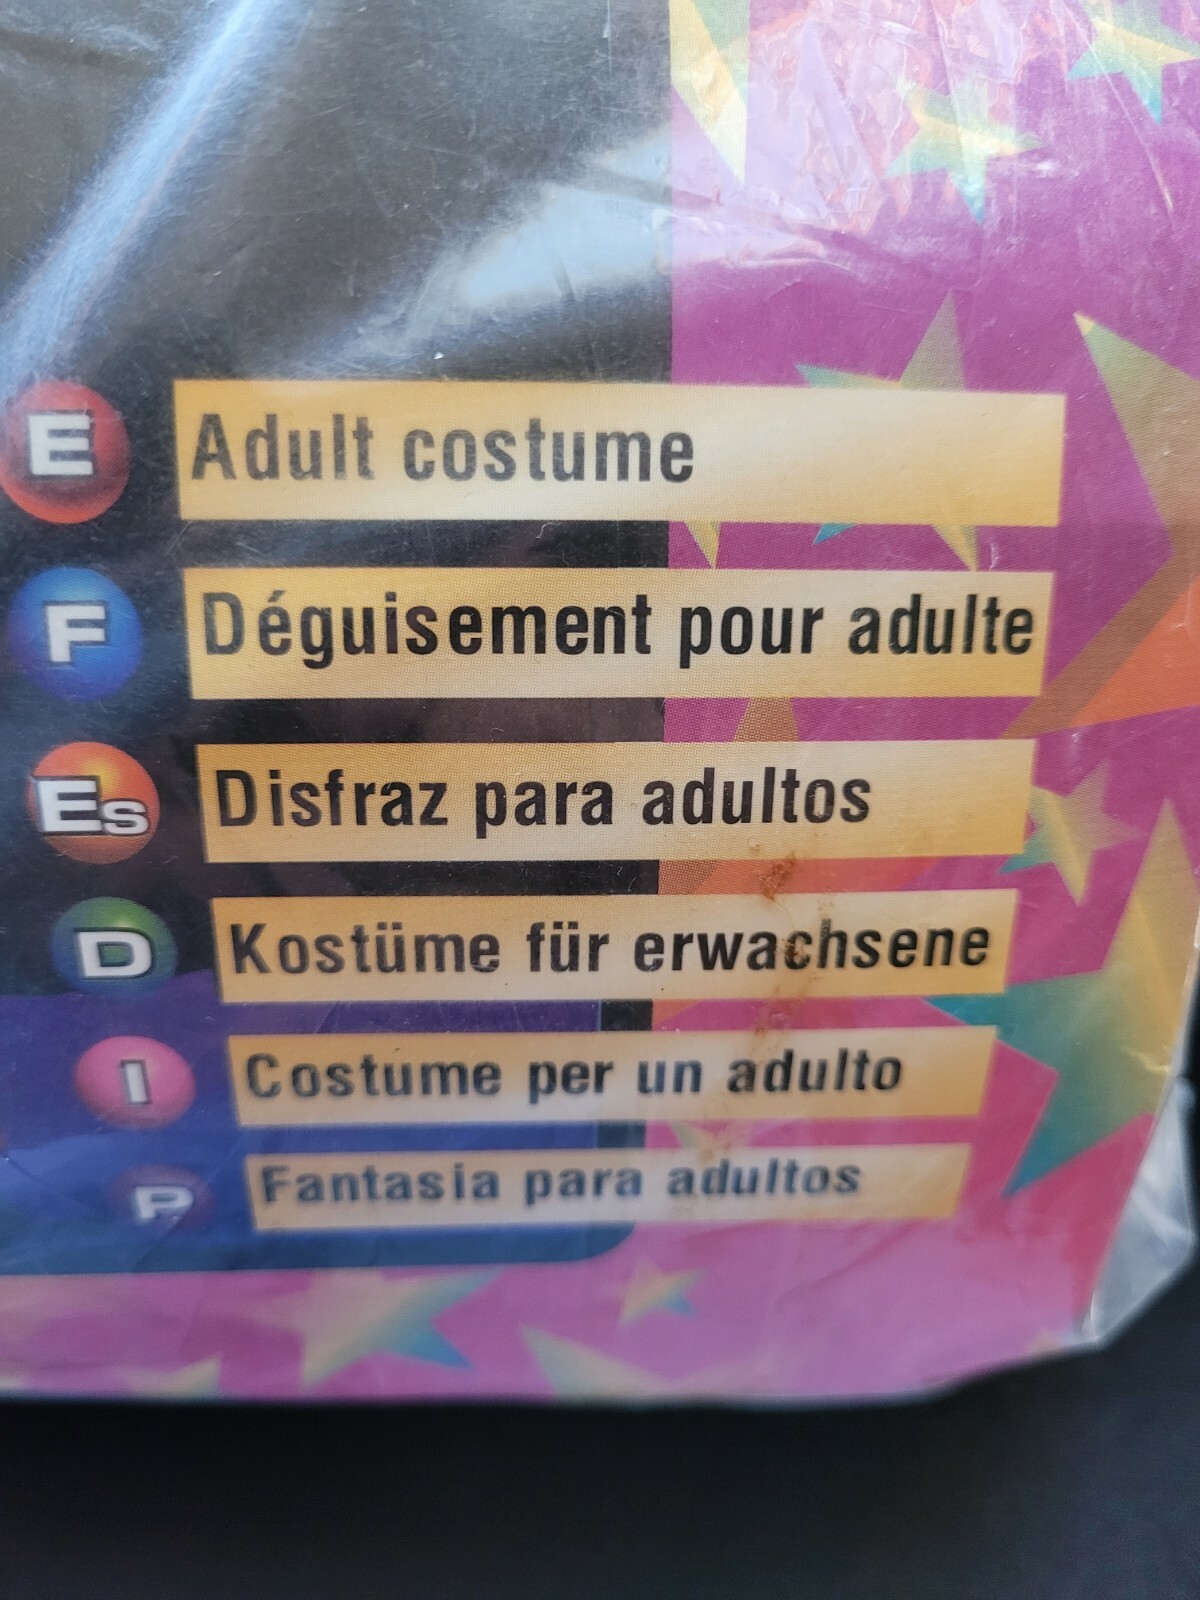 E Adult costume
F Déguisement pour adulte
Es Disfraz para adultos
D Kostüme für erwachsene
I Costume per un adulto
P Fantasia para adultos